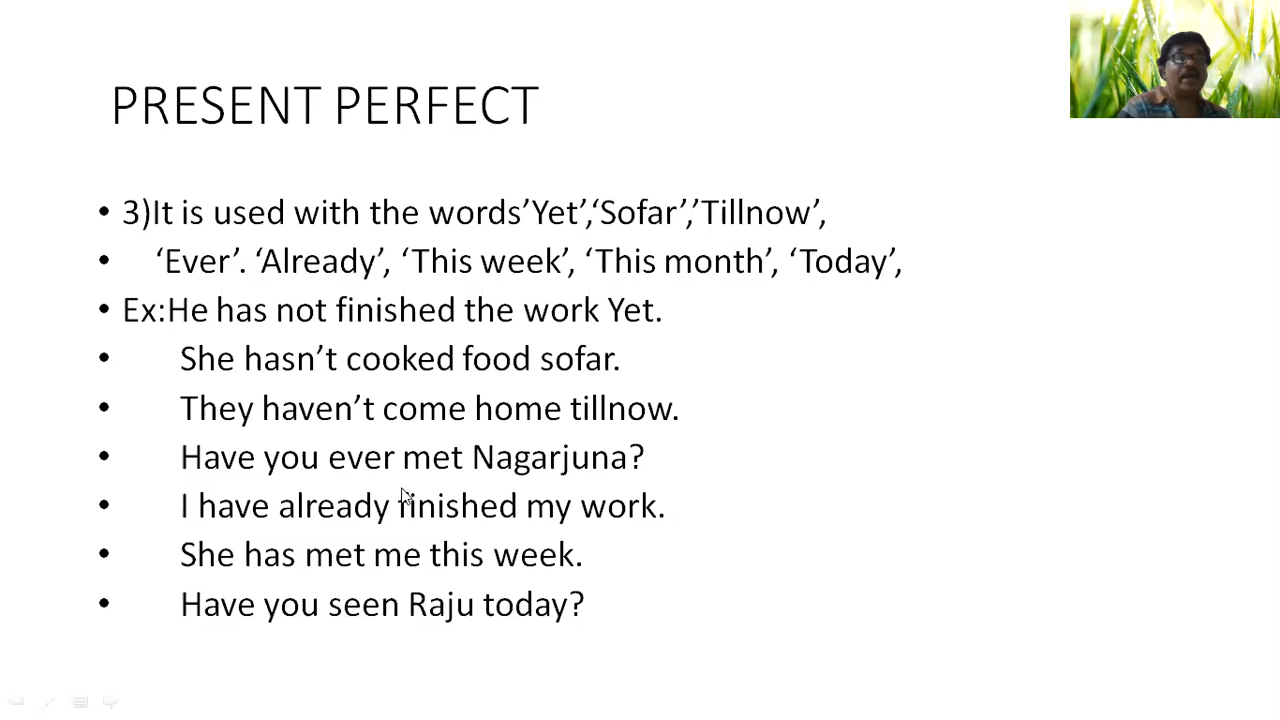 PRESENT PERFECT
• 3)It is used with the words’Yet’,‘Sofar’,’Tillnow’,
• ‘Ever’. ‘Already’, ‘This week’, ‘This month’, ‘Today’,
• Ex:He has not finished the work Yet.
• She hasn’t cooked food sofar.
• They haven’t come home tillnow.
• Have you ever met Nagarjuna?
• I have already finished my work.
• She has met me this week.
• Have you seen Raju today?